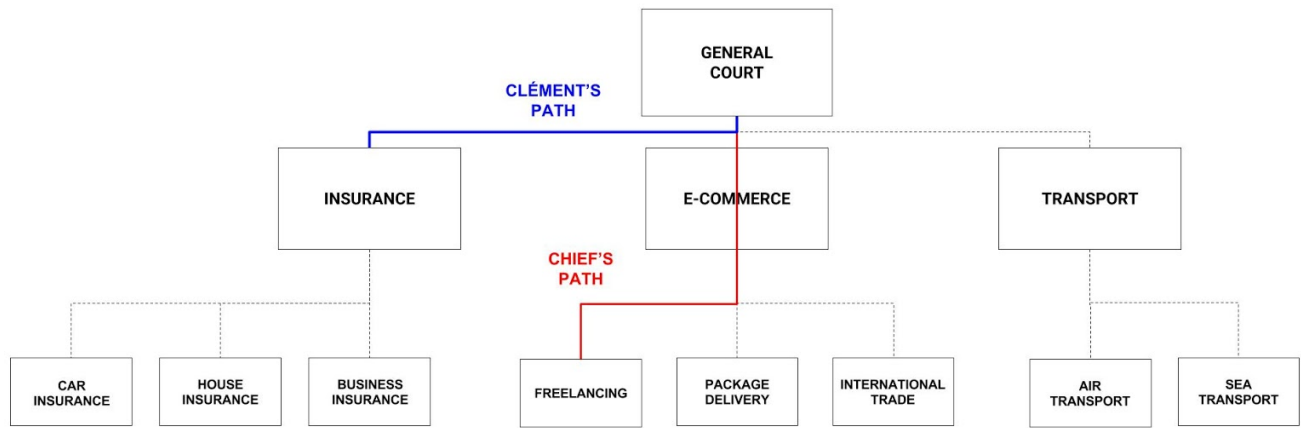 GENERAL
COURT
CLÉMENT'S
PATH
INSURANCE
E-COMMERCE
TRANSPORT
CHIEF'S
PATH
CAR
INSURANCE
HOUSE
INSURANCE
BUSINESS
INSURANCE
FREELANCING
PACKAGE
DELIVERY
INTERNATIONAL
TRADE
AIR
TRANSPORT
SEA
TRANSPORT